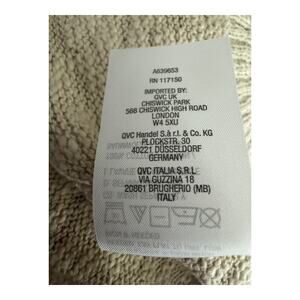 A639653
RN 117150
IMPORTED BY:
QVC UK
CHISWICK PARK
566 CHISWICK HIGH ROAD
LONDON
W4 5XU
QVC Handel S.à r.l. & Co. KG
PLOCKSTR. 30
40221 DÜSSELDORF
GERMANY
QVC ITALIA S.R.L
VIA GUZZINA 18
20861 BRUGHERIO (MB)
ITALY